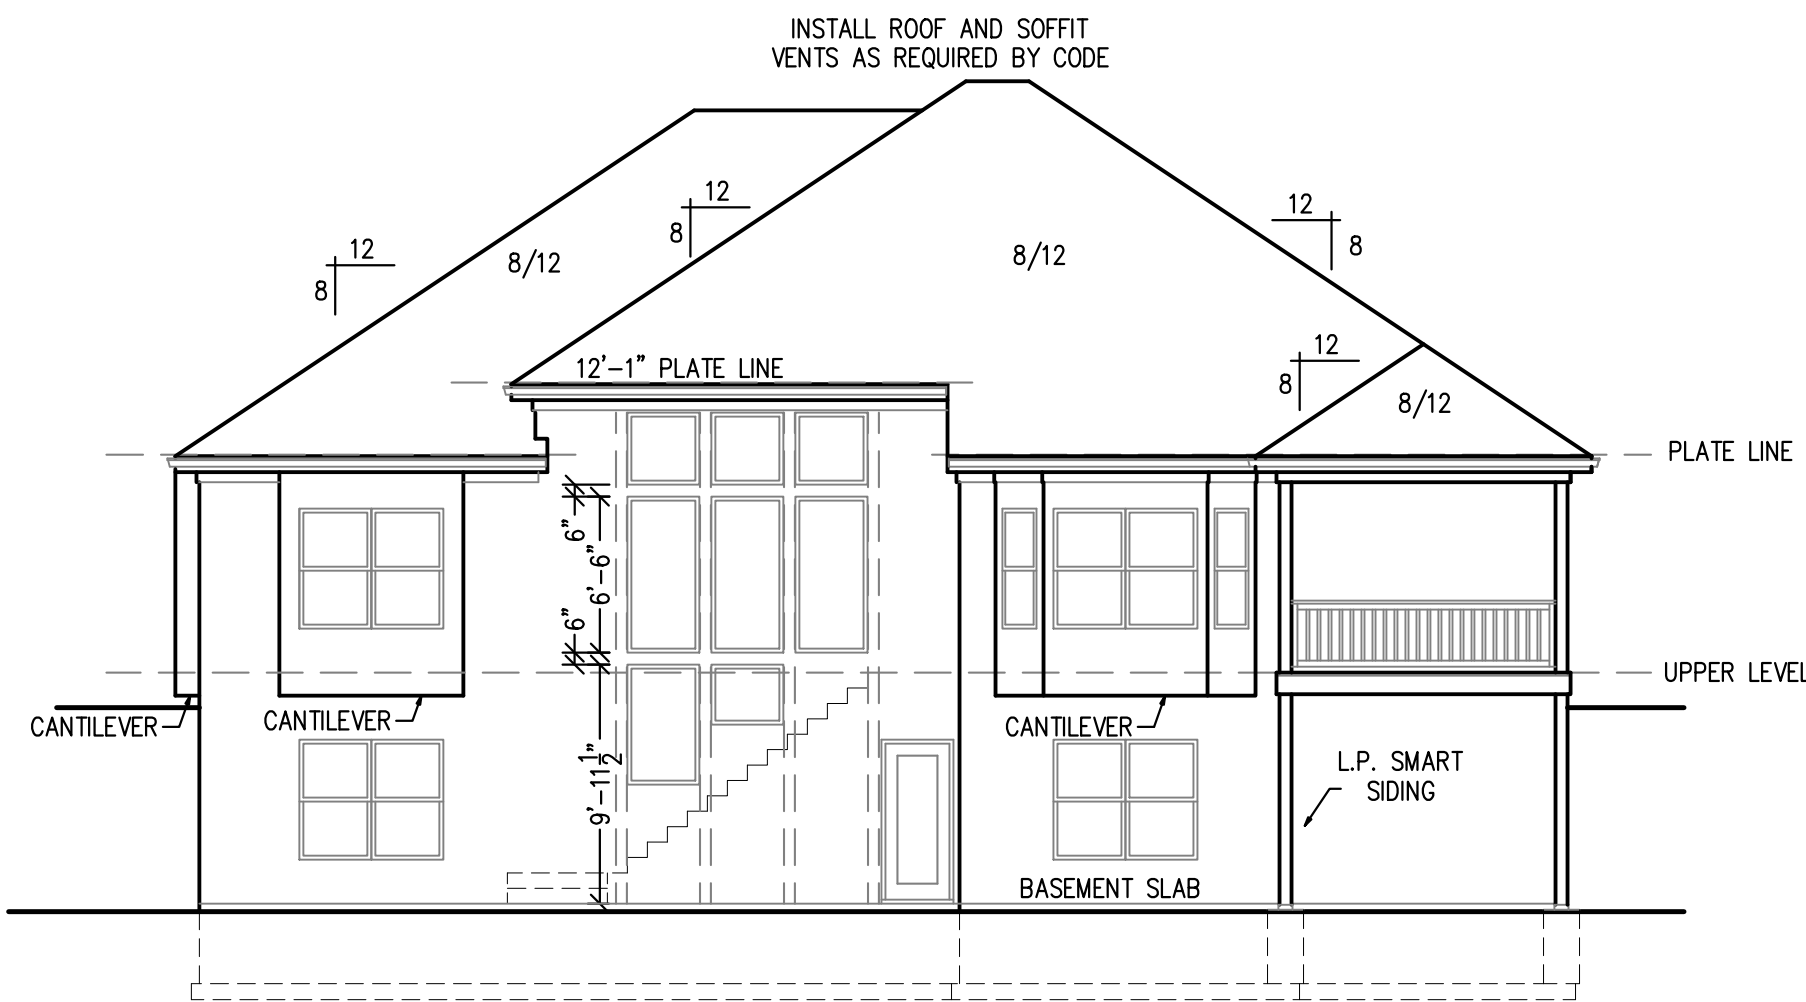 INSTALL ROOF AND SOFFIT
VENTS AS REQUIRED BY CODE
12
8
8/12
12
8
8/12
12
8
12
8
8/12
12'-1" PLATE LINE
PLATE LINE
6"
6'-6"
6"
UPPER LEVEL
CANTILEVER
CANTILEVER
CANTILEVER
9'-11 1/2"
L.P. SMART
SIDING
BASEMENT SLAB